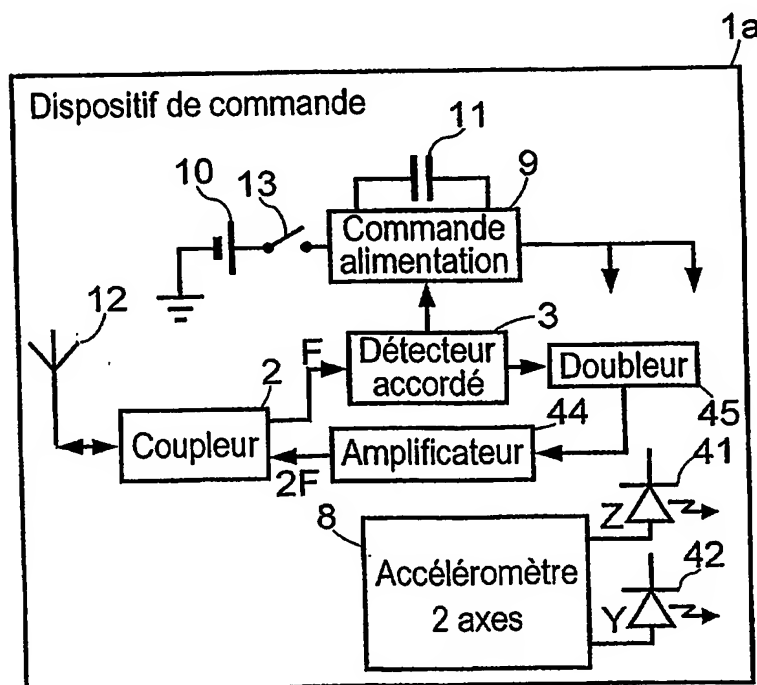 1a
Dispositif de commande
11
10
13
9
Commande
alimentation
12
3
F
Détecteur
accordé
Doubleur
2
44
45
Coupleur
Amplificateur
2F
41
8
Z
Accéléromètre
2 axes
42
Y